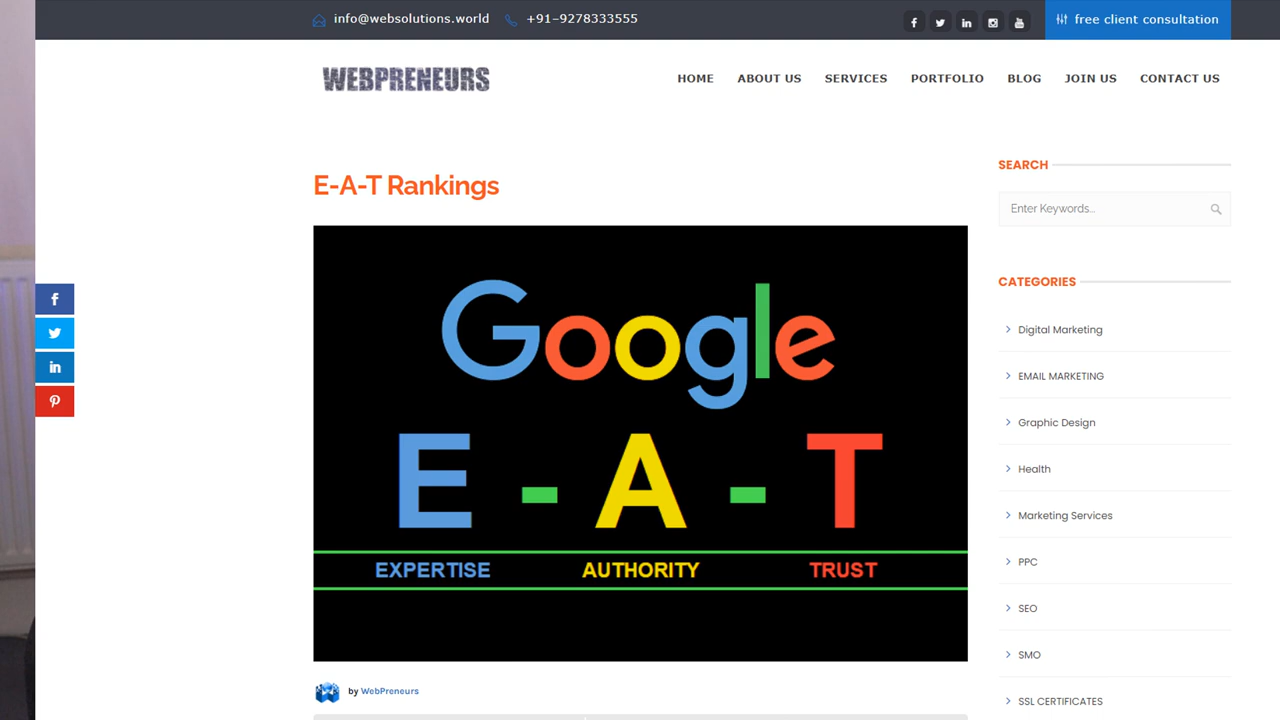 info@websolutions.world +91-9278333555 free client consultation
WEBPRENEURS HOME ABOUT US SERVICES PORTFOLIO BLOG JOIN US CONTACT US
E-A-T Rankings
Google
E - A - T
EXPERTISE AUTHORITY TRUST
by WebPreneurs
SEARCH
Enter Keywords...
CATEGORIES
Digital Marketing
EMAIL MARKETING
Graphic Design
Health
Marketing Services
PPC
SEO
SMO
SSL CERTIFICATES